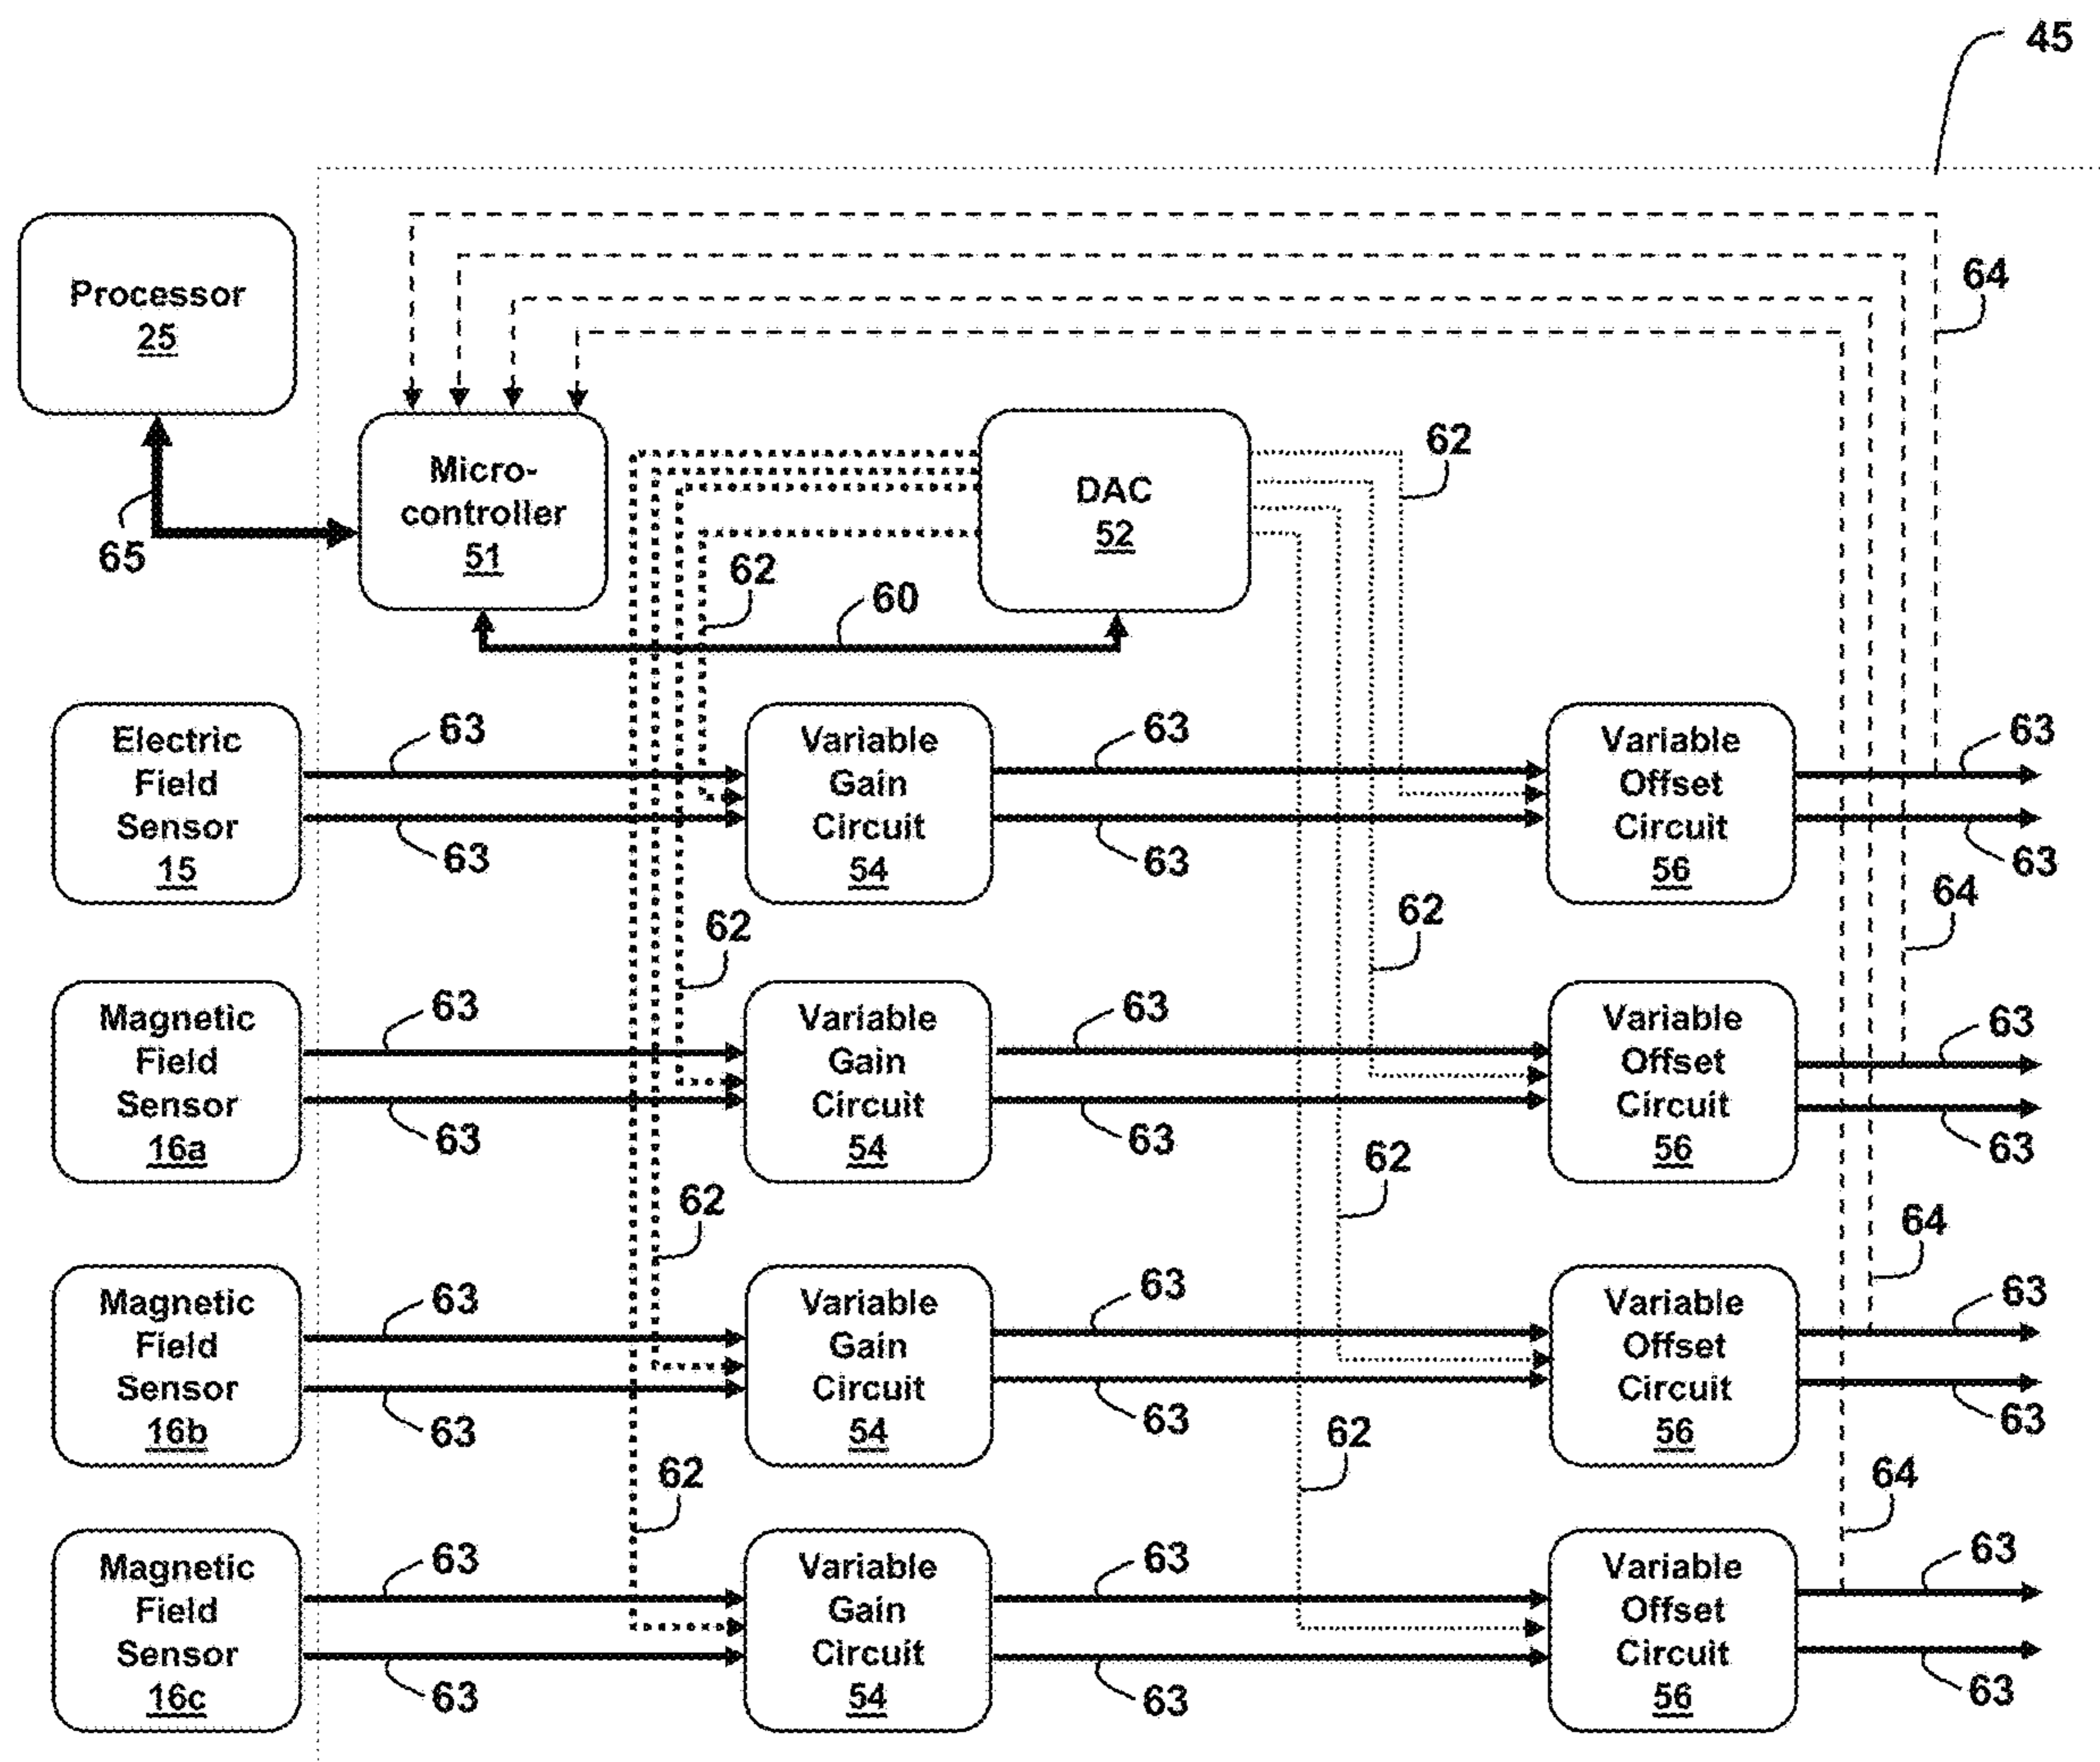 45
Processor
25
64
65
Micro-
controller
51
DAC
52
62
62
60
Electric
Field
Sensor
15
63
63
Variable
Gain
Circuit
54
63
63
Variable
Offset
Circuit
56
63
63
62
62
64
Magnetic
Field
Sensor
16a
63
63
Variable
Gain
Circuit
54
63
63
Variable
Offset
Circuit
56
63
63
62
62
64
Magnetic
Field
Sensor
16b
63
63
Variable
Gain
Circuit
54
63
63
Variable
Offset
Circuit
56
63
63
62
62
64
Magnetic
Field
Sensor
16c
63
63
Variable
Gain
Circuit
54
63
63
Variable
Offset
Circuit
56
63
63